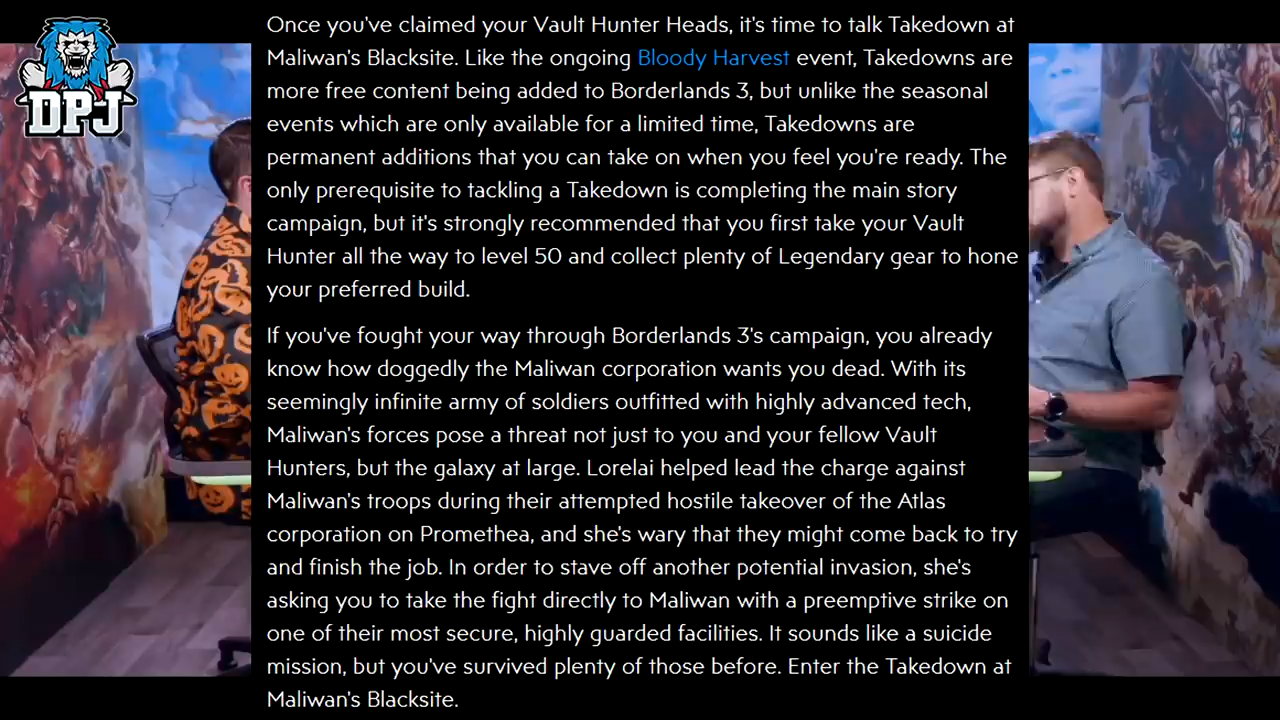 Once you've claimed your Vault Hunter Heads, it's time to talk Takedown at
Maliwan's Blacksite. Like the ongoing Bloody Harvest event, Takedowns are
more free content being added to Borderlands 3, but unlike the seasonal
events which are only available for a limited time, Takedowns are
permanent additions that you can take on when you feel you're ready. The
only prerequisite to tackling a Takedown is completing the main story
campaign, but it's strongly recommended that you first take your Vault
Hunter all the way to level 50 and collect plenty of Legendary gear to hone
your preferred build.
If you've fought your way through Borderlands 3's campaign, you already
know how doggedly the Maliwan corporation wants you dead. With its
seemingly infinite army of soldiers outfitted with highly advanced tech,
Maliwan's forces pose a threat not just to you and your fellow Vault
Hunters, but the galaxy at large. Lorelai helped lead the charge against
Maliwan's troops during their attempted hostile takeover of the Atlas
corporation on Promethea, and she's wary that they might come back to try
and finish the job. In order to stave off another potential invasion, she's
asking you to take the fight directly to Maliwan with a preemptive strike on
one of their most secure, highly guarded facilities. It sounds like a suicide
mission, but you've survived plenty of those before. Enter the Takedown at
Maliwan's Blacksite.
DPJ